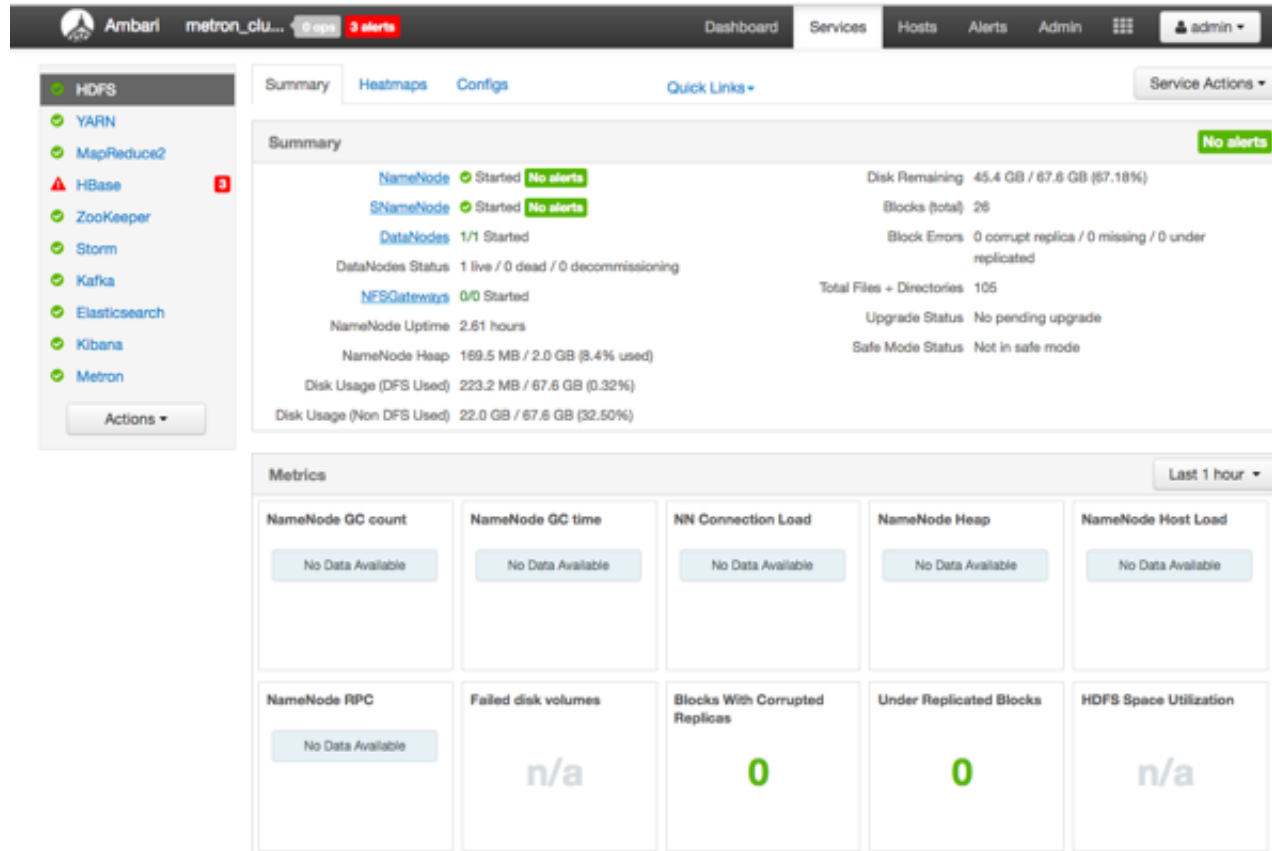 Ambari metron_clu... 0 ops 3 alerts Dashboard Services Hosts Alerts Admin admin
HDFS
YARN
MapReduce2
HBase 3
ZooKeeper
Storm
Kafka
Elasticsearch
Kibana
Metron
Actions
Summary Heatmaps Configs Quick Links Service Actions
Summary No alerts
NameNode Started No alerts
SNameNode Started No alerts
DataNodes 1/1 Started
DataNodes Status 1 live / 0 dead / 0 decommissioning
NFSGateways 0/0 Started
NameNode Uptime 2.61 hours
NameNode Heap 169.5 MB / 2.0 GB (8.4% used)
Disk Usage (DFS Used) 223.2 MB / 67.6 GB (0.32%)
Disk Usage (Non DFS Used) 22.0 GB / 67.6 GB (32.50%)
Disk Remaining 45.4 GB / 67.6 GB (67.18%)
Blocks (total) 26
Block Errors 0 corrupt replica / 0 missing / 0 under
replicated
Total Files + Directories 105
Upgrade Status No pending upgrade
Safe Mode Status Not in safe mode
Metrics Last 1 hour
NameNode GC count NameNode GC time NN Connection Load NameNode Heap NameNode Host Load
No Data Available No Data Available No Data Available No Data Available No Data Available
NameNode RPC Failed disk volumes Blocks With Corrupted Under Replicated Blocks HDFS Space Utilization
Replicas
No Data Available n/a 0 0 n/a